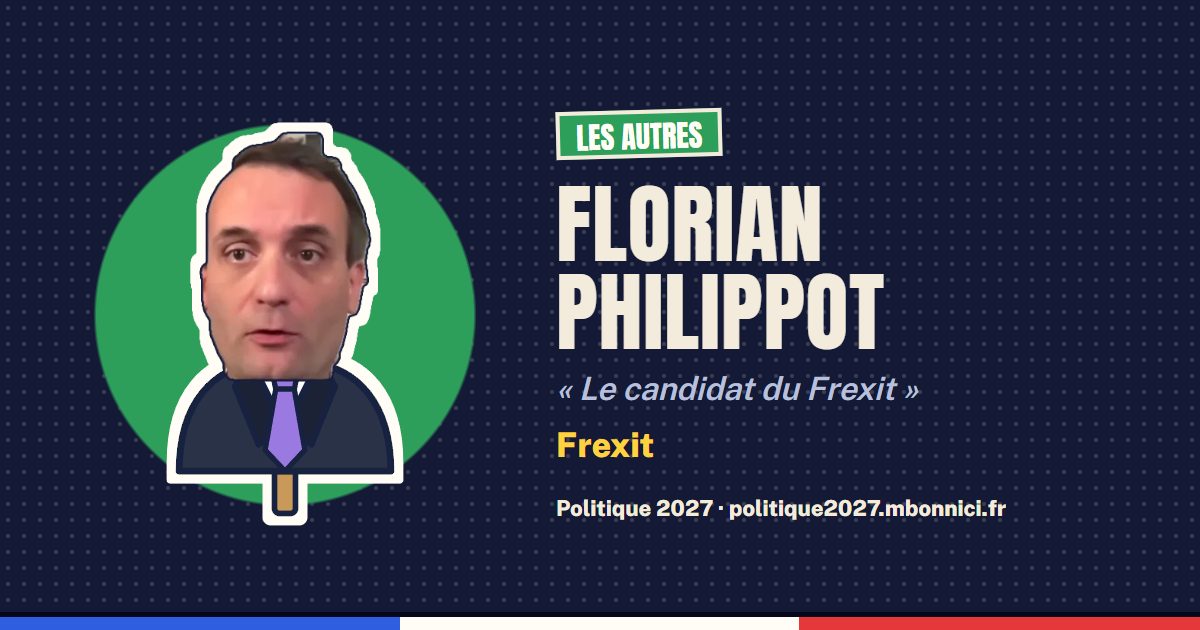 LES AUTRES
FLORIAN
PHILIPPOT
« Le candidat du Frexit »
Frexit
Politique 2027 · politique2027.mbonnici.fr